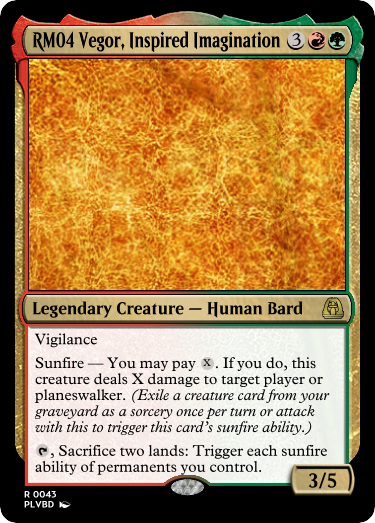 RM04 Vegor, Inspired Imagination 3
Legendary Creature — Human Bard
Vigilance
Sunfire — You may pay X. If you do, this
creature deals X damage to target player or
planeswalker. (Exile a creature card from your
graveyard as a sorcery once per turn or attack
with this to trigger this card's sunfire ability.)
, Sacrifice two lands: Trigger each sunfire
ability of permanents you control.
3/5
R 0043
PLVBD